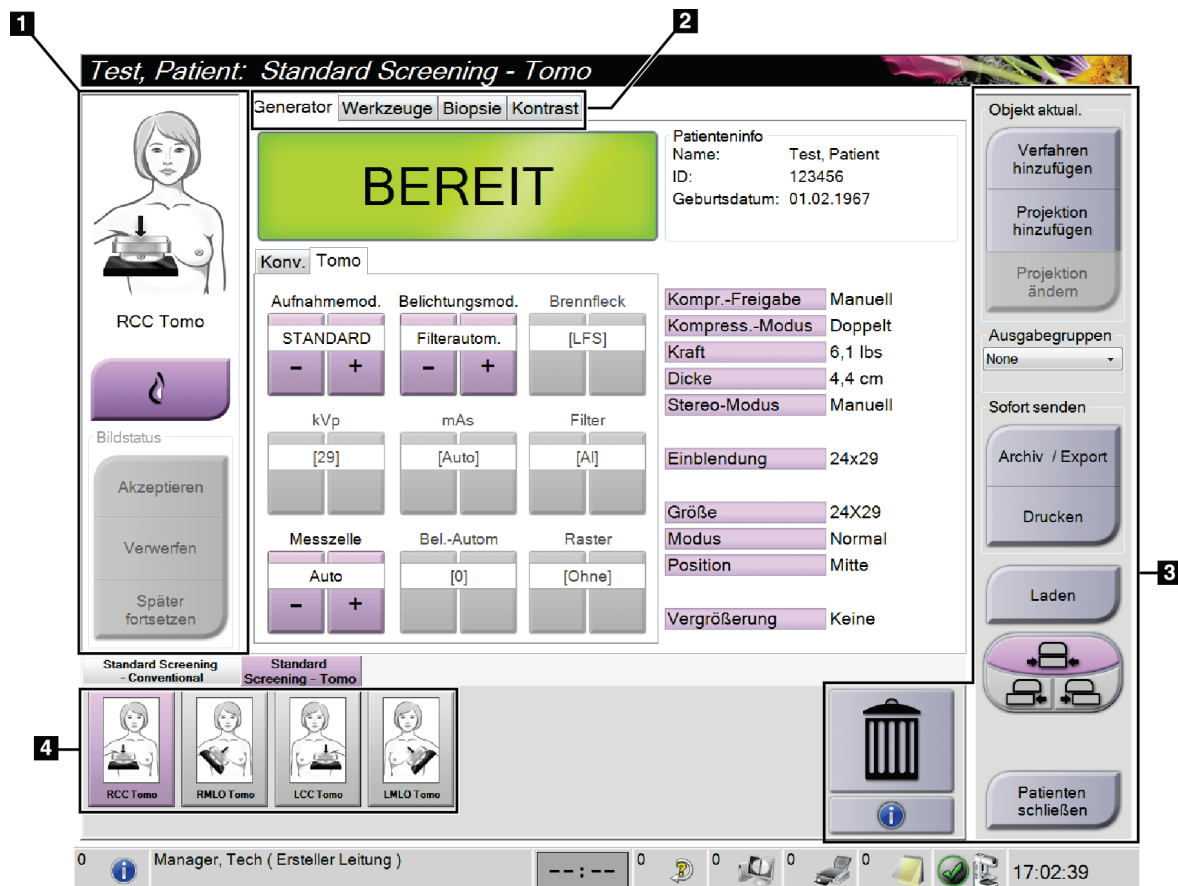 1
2
Test, Patient: Standard Screening - Tomo
Generator Werkzeuge Biopsie Kontrast
BEREIT
Patienteninfo
Name: Test, Patient
ID: 123456
Geburtsdatum: 01.02.1967
RCC Tomo
Bildstatus
Akzeptieren
Verwerfen
Später
fortsetzen
Konv. Tomo
Aufnahmemod. Belichtungsmod. Brennfleck
STANDARD Filterautom. [LFS]
- + - +
kVp mAs Filter
[29] [Auto] [Al]
Messzelle Bel.-Autom Raster
Auto [0] [Ohne]
- +
Kompr.-Freigabe Manuell
Kompress.-Modus Doppelt
Kraft 6,1 lbs
Dicke 4,4 cm
Stereo-Modus Manuell
Einblendung 24x29
Größe 24X29
Modus Normal
Position Mitte
Vergrößerung Keine
Objekt aktual.
Verfahren
hinzufügen
Projektion
hinzufügen
Projektion
ändern
Ausgabegruppen
None
Sofort senden
Archiv / Export
Drucken
3
Laden
Patienten
schließen
Standard Screening
- Conventional
Standard
Screening - Tomo
4
RCC Tomo RMLO Tomo LCC Tomo LMLO Tomo
0 Manager, Tech ( Ersteller Leitung ) --:-- 0 0 0 0 17:02:39